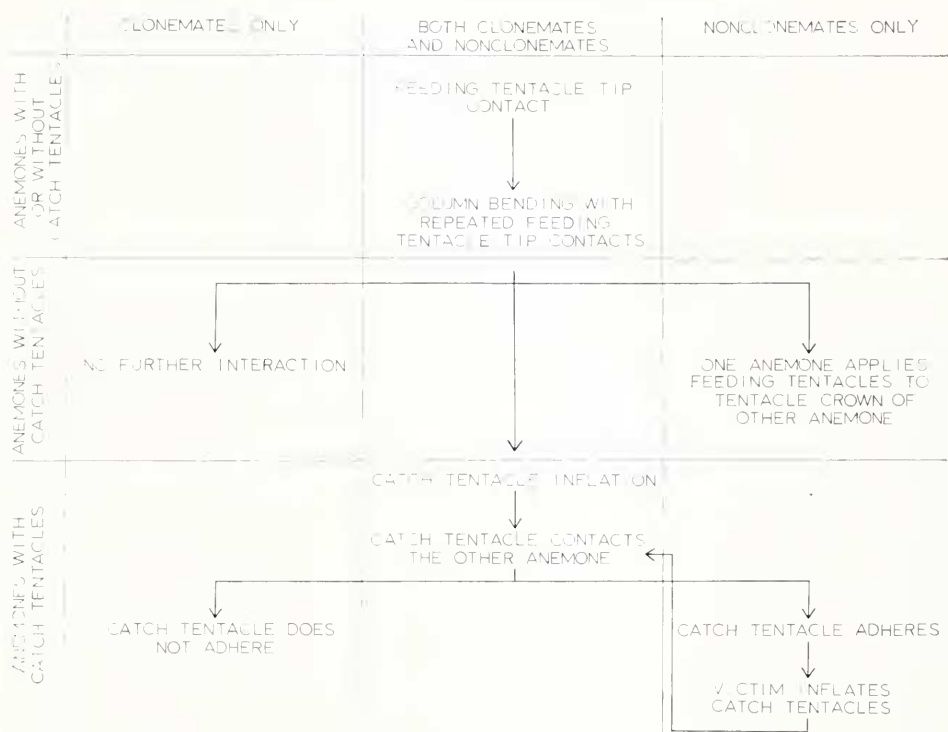 CLONEMATES ONLY
BOTH CLONEMATES
AND NONCLONEMATES
NONCLONEMATES ONLY
ANEMONES WITH
OR WITHOUT
CATCH TENTACLES
FEEDING TENTACLE TIP
CONTACT
COLUMN BENDING WITH
REPEATED FEEDING
TENTACLE TIP CONTACTS
ANEMONES WITHOUT
CATCH TENTACLES
NO FURTHER INTERACTION
ONE ANEMONE APPLIES
FEEDING TENTACLES TO
TENTACLE CROWN OF
OTHER ANEMONE
ANEMONES WITH
CATCH TENTACLES
CATCH TENTACLE INFLATION
CATCH TENTACLE CONTACTS
THE OTHER ANEMONE
CATCH TENTACLE DOES
NOT ADHERE
CATCH TENTACLE ADHERES
VICTIM INFLATES
CATCH TENTACLES